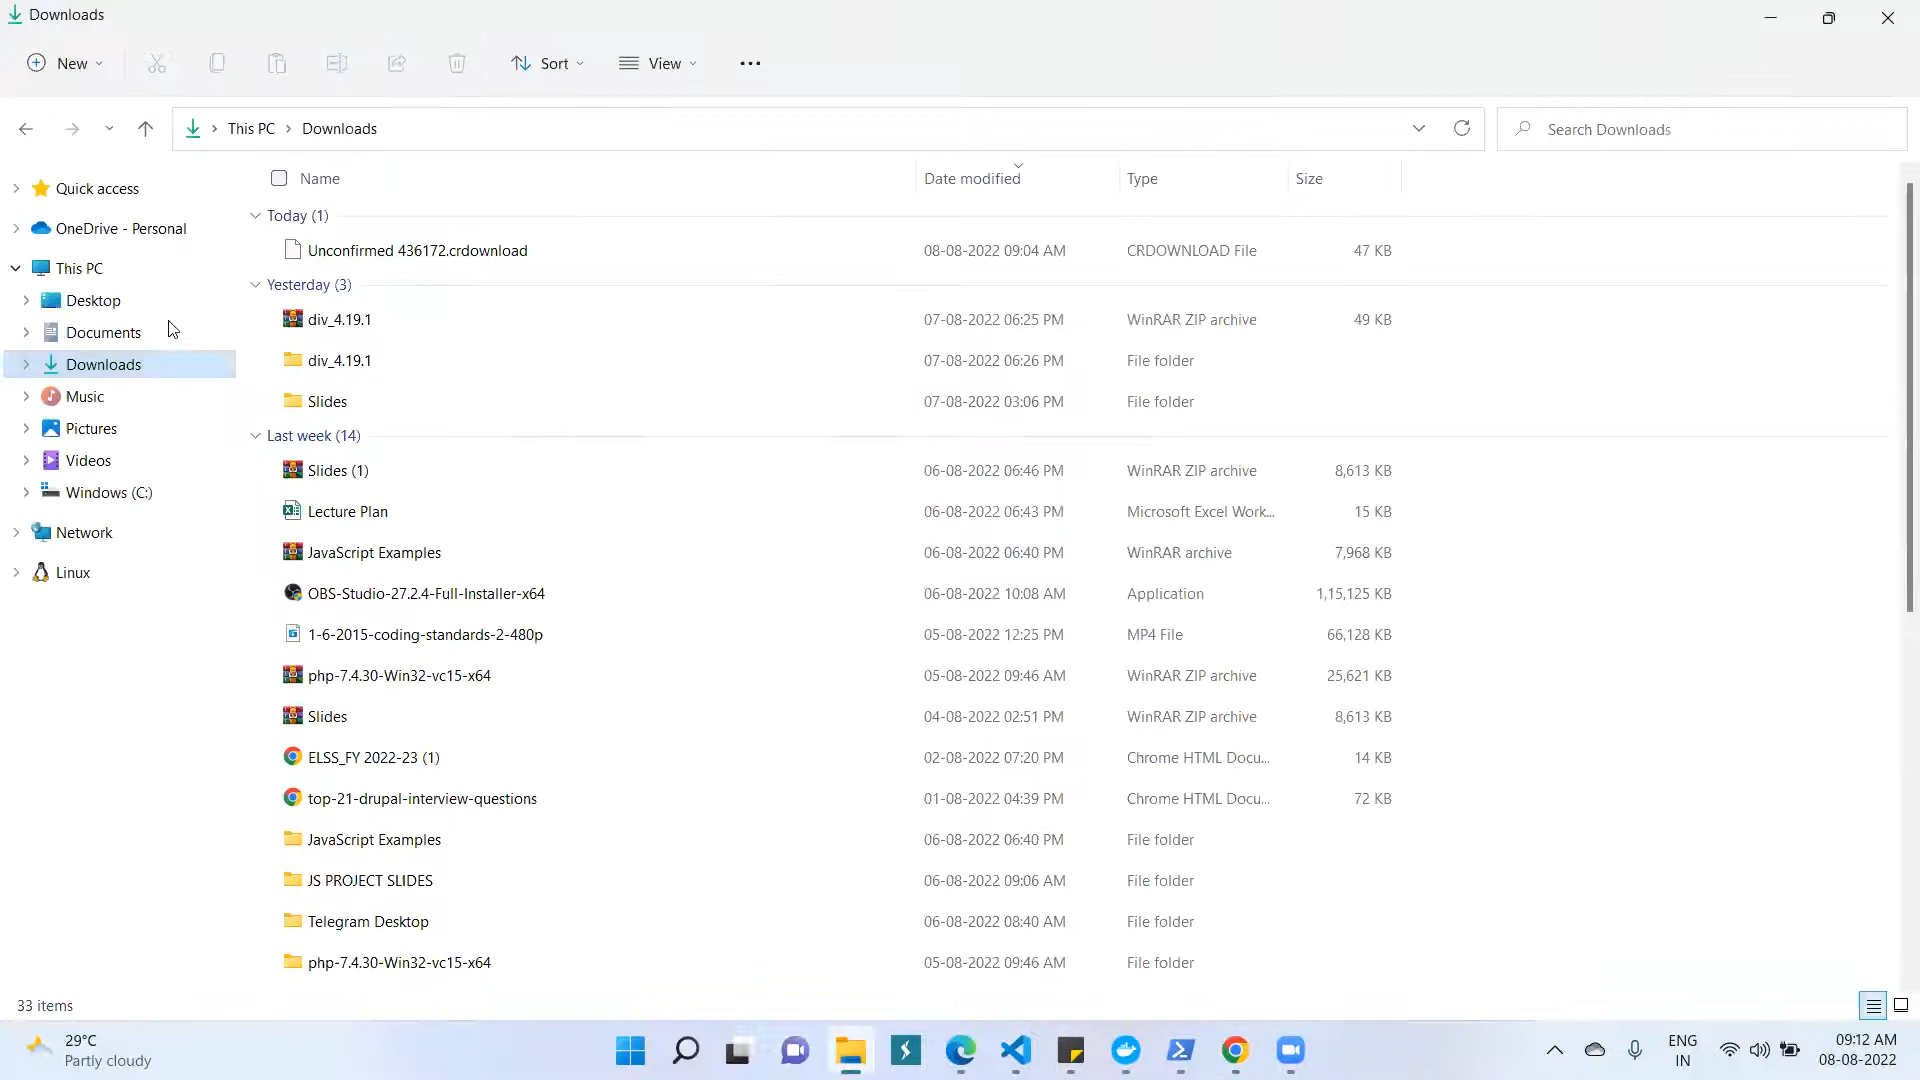 Downloads
New
Sort
View
This PC
Downloads
Search Downloads
Quick access
OneDrive - Personal
This PC
Desktop
Documents
Downloads
Music
Pictures
Videos
Windows (C:)
Network
Linux
Name Date modified Type Size
Today (1)
Unconfirmed 436172.crdownload 08-08-2022 09:04 AM CRDOWNLOAD File 47 KB
Yesterday (3)
div_4.19.1 07-08-2022 06:25 PM WinRAR ZIP archive 49 KB
div_4.19.1 07-08-2022 06:26 PM File folder
Slides 07-08-2022 03:06 PM File folder
Last week (14)
Slides (1) 06-08-2022 06:46 PM WinRAR ZIP archive 8,613 KB
Lecture Plan 06-08-2022 06:43 PM Microsoft Excel Work... 15 KB
JavaScript Examples 06-08-2022 06:40 PM WinRAR archive 7,968 KB
OBS-Studio-27.2.4-Full-Installer-x64 06-08-2022 10:08 AM Application 1,15,125 KB
1-6-2015-coding-standards-2-480p 05-08-2022 12:25 PM MP4 File 66,128 KB
php-7.4.30-Win32-vc15-x64 05-08-2022 09:46 AM WinRAR ZIP archive 25,621 KB
Slides 04-08-2022 02:51 PM WinRAR ZIP archive 8,613 KB
ELSS_FY 2022-23 (1) 02-08-2022 07:20 PM Chrome HTML Docu... 14 KB
top-21-drupal-interview-questions 01-08-2022 04:39 PM Chrome HTML Docu... 72 KB
JavaScript Examples 06-08-2022 06:40 PM File folder
JS PROJECT SLIDES 06-08-2022 09:06 AM File folder
Telegram Desktop 06-08-2022 08:40 AM File folder
php-7.4.30-Win32-vc15-x64 05-08-2022 09:46 AM File folder
33 items
29°C
Partly cloudy
ENG
IN
09:12 AM
08-08-2022